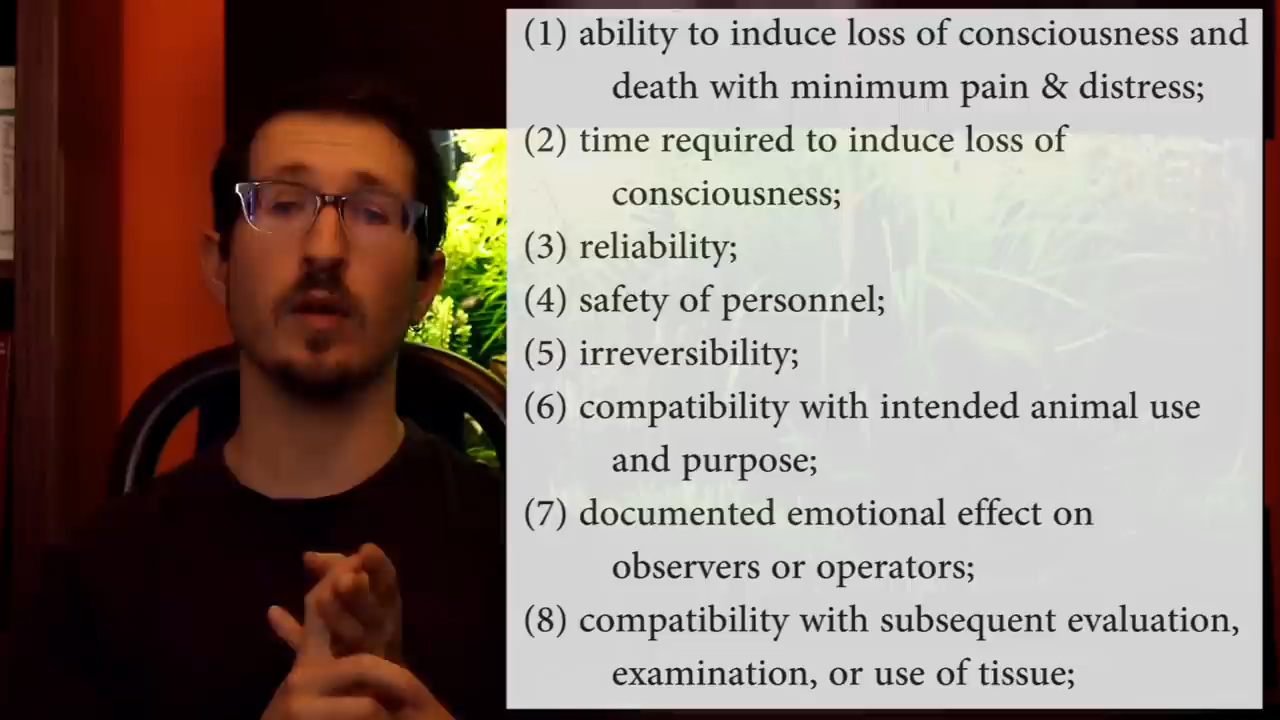 (1) ability to induce loss of consciousness and
death with minimum pain & distress;
(2) time required to induce loss of
consciousness;
(3) reliability;
(4) safety of personnel;
(5) irreversibility;
(6) compatibility with intended animal use
and purpose;
(7) documented emotional effect on
observers or operators;
(8) compatibility with subsequent evaluation,
examination, or use of tissue;